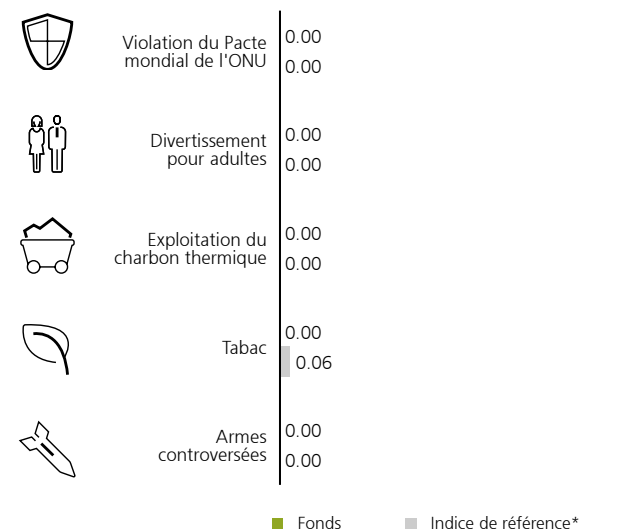 Violation du Pacte
mondial de l'ONU
0.00
0.00
Divertissement
pour adultes
0.00
0.00
Exploitation du
charbon thermique
0.00
0.00
Tabac
0.00
0.06
Armes
controversées
0.00
0.00
Fonds
Indice de référence*